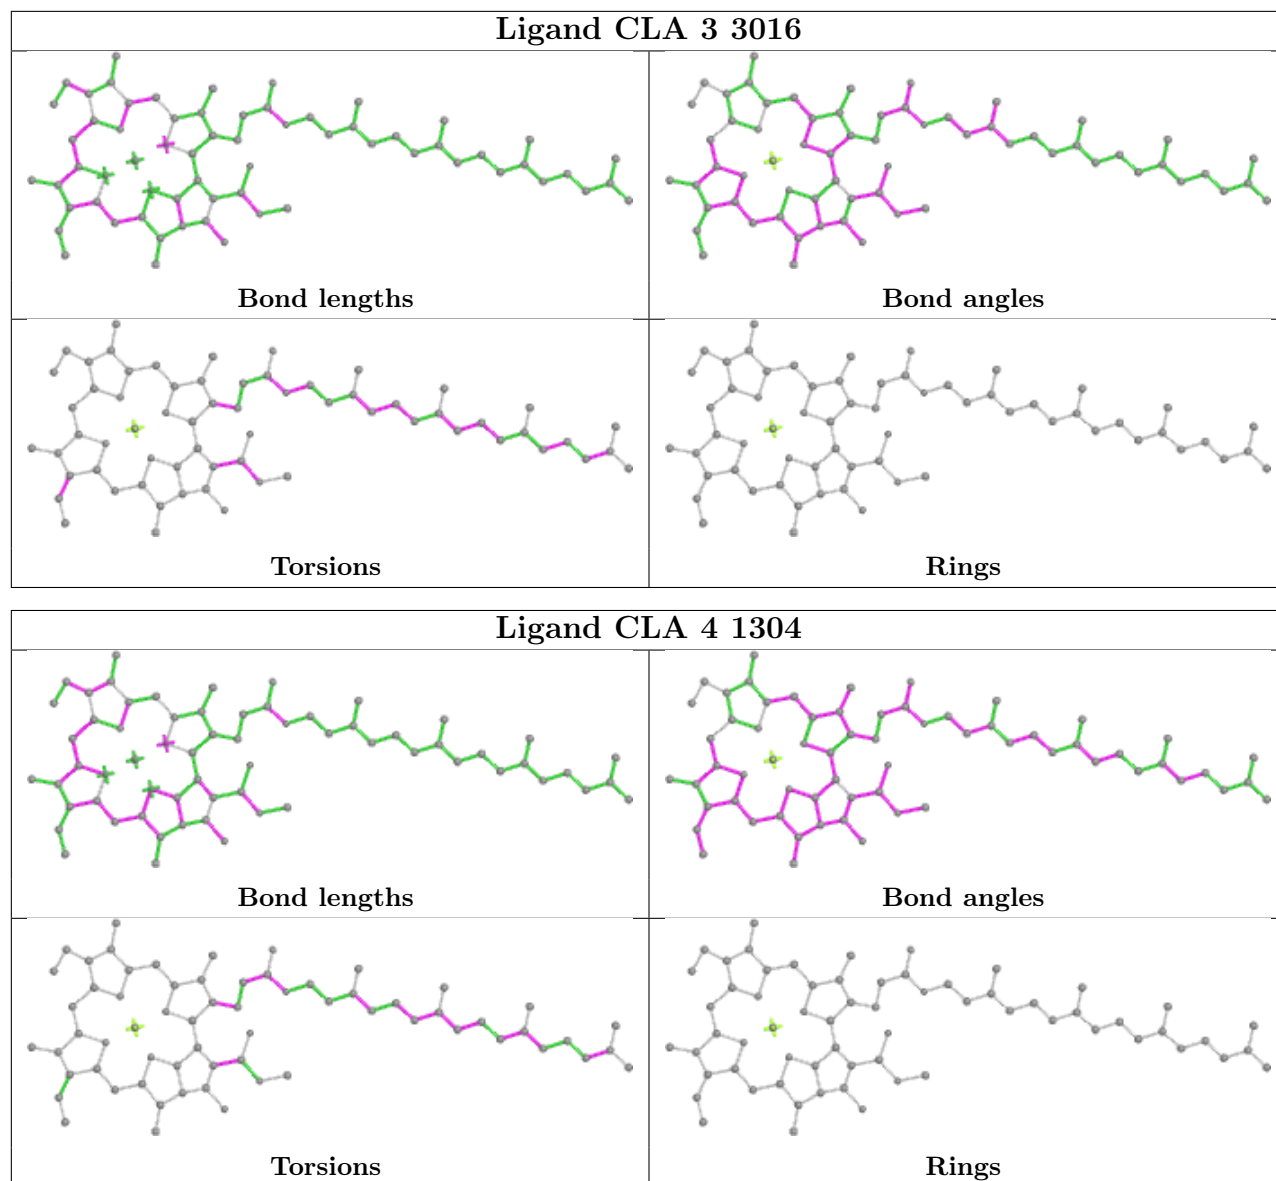 Ligand CLA 3 3016
Bond lengths
Bond angles
Torsions
Rings
Ligand CLA 4 1304
Bond lengths
Bond angles
Torsions
Rings